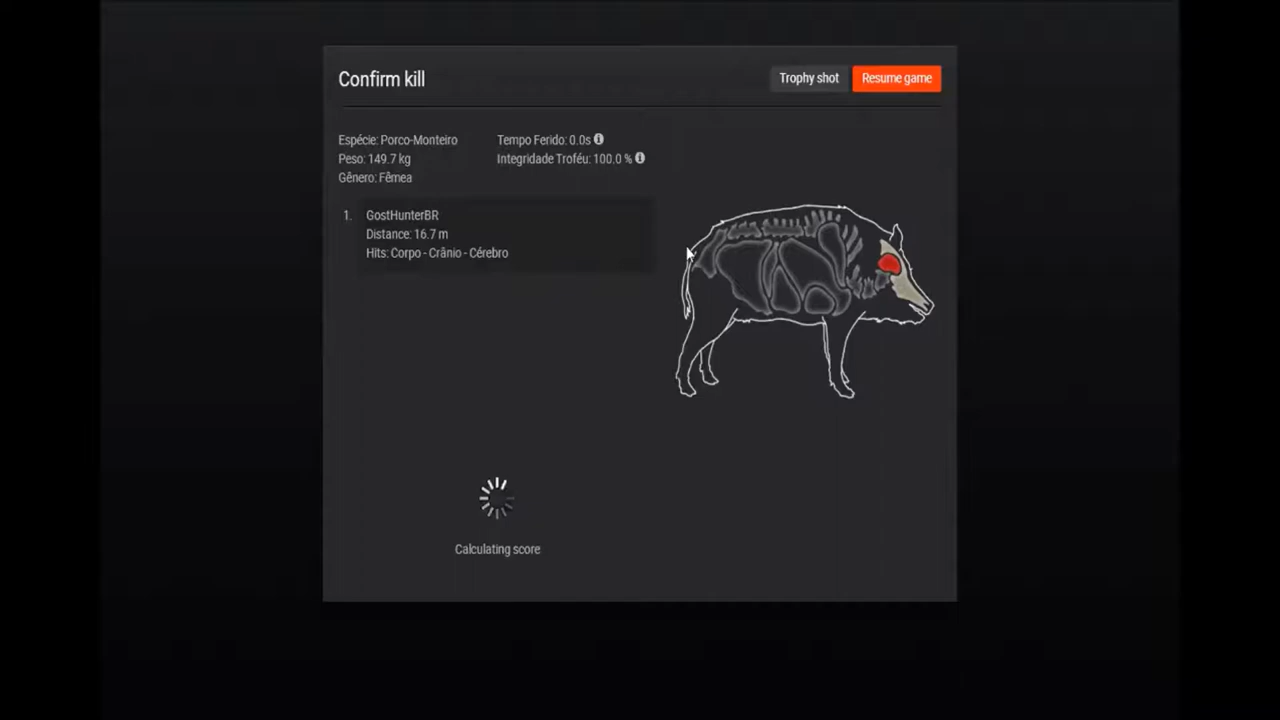 Confirm kill
Trophy shot
Resume game
Espécie: Porco-Monteiro
Peso: 149.7 kg
Gênero: Fêmea
Tempo Ferido: 0.0s
Integridade Troféu: 100.0 %
1.
GostHunterBR
Distance: 16.7 m
Hits: Corpo - Crânio - Cérebro
Calculating score